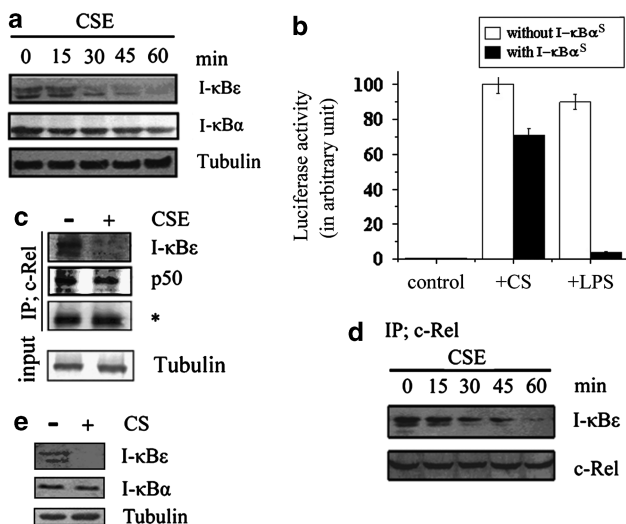 a
CSE
0 15 30 45 60 min
I-κBε
I-κBα
Tubulin
b
without I-κBαS
with I-κBαS
Luciferase activity
(in arbitrary unit)
100
80
60
40
20
0
control +CS +LPS
c
- + CSE
IP; c-Rel
I-κBε
p50
*
input
Tubulin
d
IP; c-Rel
CSE
0 15 30 45 60 min
I-κBε
c-Rel
e
- + CS
I-κBε
I-κBα
Tubulin